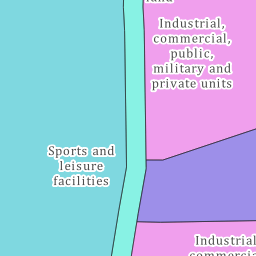 Industrial,
commercial,
public,
military and
private units
Sports and
leisure
facilities
Industrial